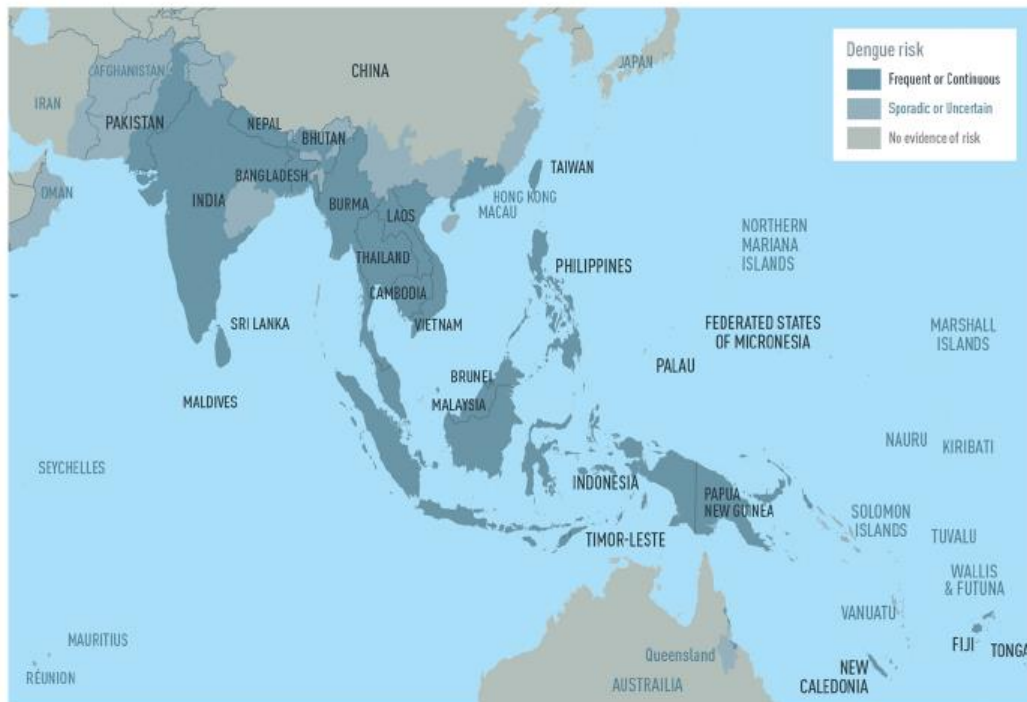 Dengue risk
Frequent or Continuous
Sporadic or Uncertain
No evidence of risk
CHINA
JAPAN
AFGHANISTAN
IRAN
PAKISTAN
NEPAL
BHUTAN
BANGLADESH
TAIWAN
OMAN
INDIA
BURMA
LAOS
HONG KONG
MACAU
NORTHERN
MARIANA
ISLANDS
THAILAND
PHILIPPINES
CAMBODIA
SRI LANKA
VIETNAM
FEDERATED STATES
OF MICRONESIA
MARSHALL
ISLANDS
PALAU
BRUNEI
MALDIVES
MALAYSIA
NAURU
KIRIBATI
SEYCHELLES
INDONESIA
PAPUA
NEW GUINEA
SOLOMON
ISLANDS
TIMOR-LESTE
TUVALU
WALLIS
& FUTUNA
VANUATU
MAURITIUS
FIJI
TONGA
Queensland
RÉUNION
AUSTRAILIA
NEW
CALEDONIA